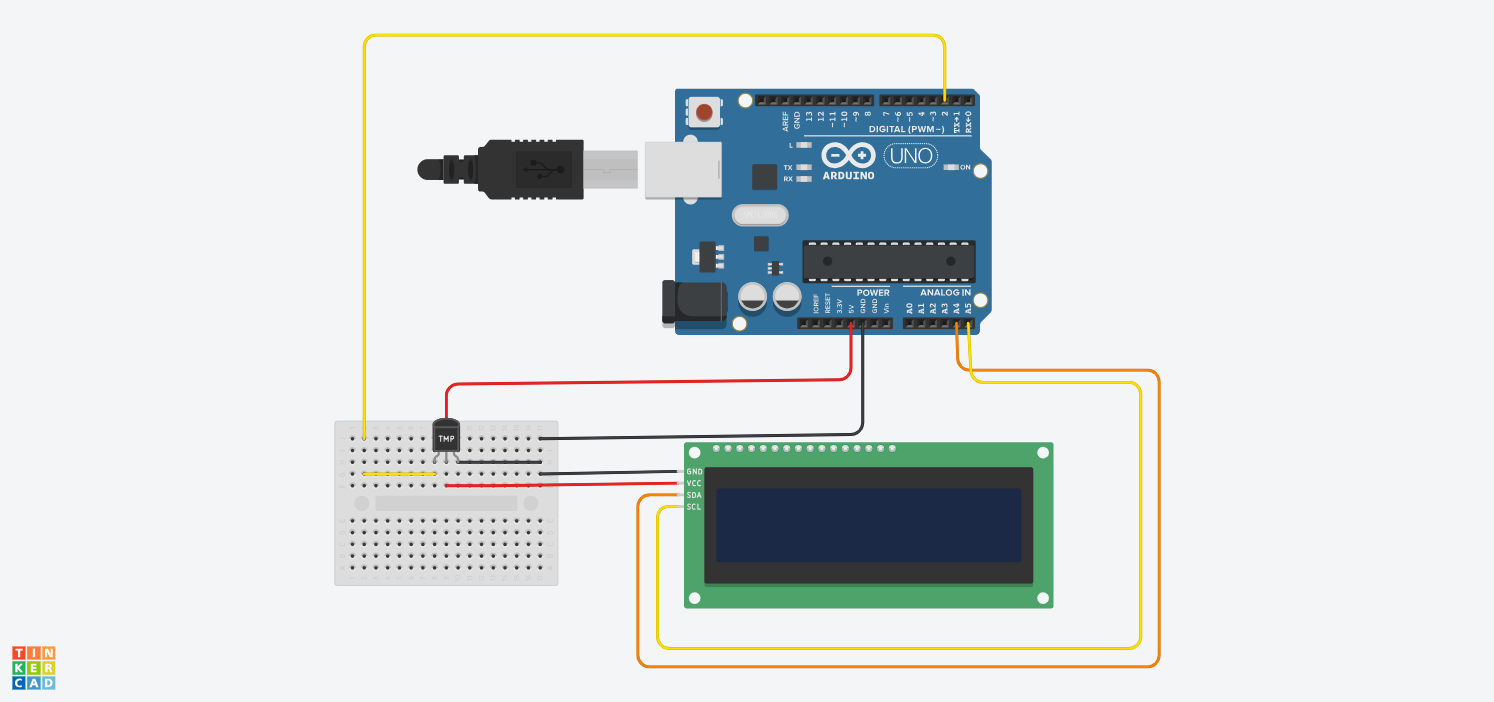 AREF
GND
13
12
~11
~10
~9
8
7
~6
~5
4
~3
2
TX→1
RX←0
DIGITAL (PWM~)
L
TX
RX
ARDUINO
UNO
ON
POWER
ANALOG IN
IOREF
RESET
3.3V
5V
GND
GND
Vin
A0
A1
A2
A3
A4
A5
TMP
GND
VCC
SDA
SCL
TIN
KER
CAD